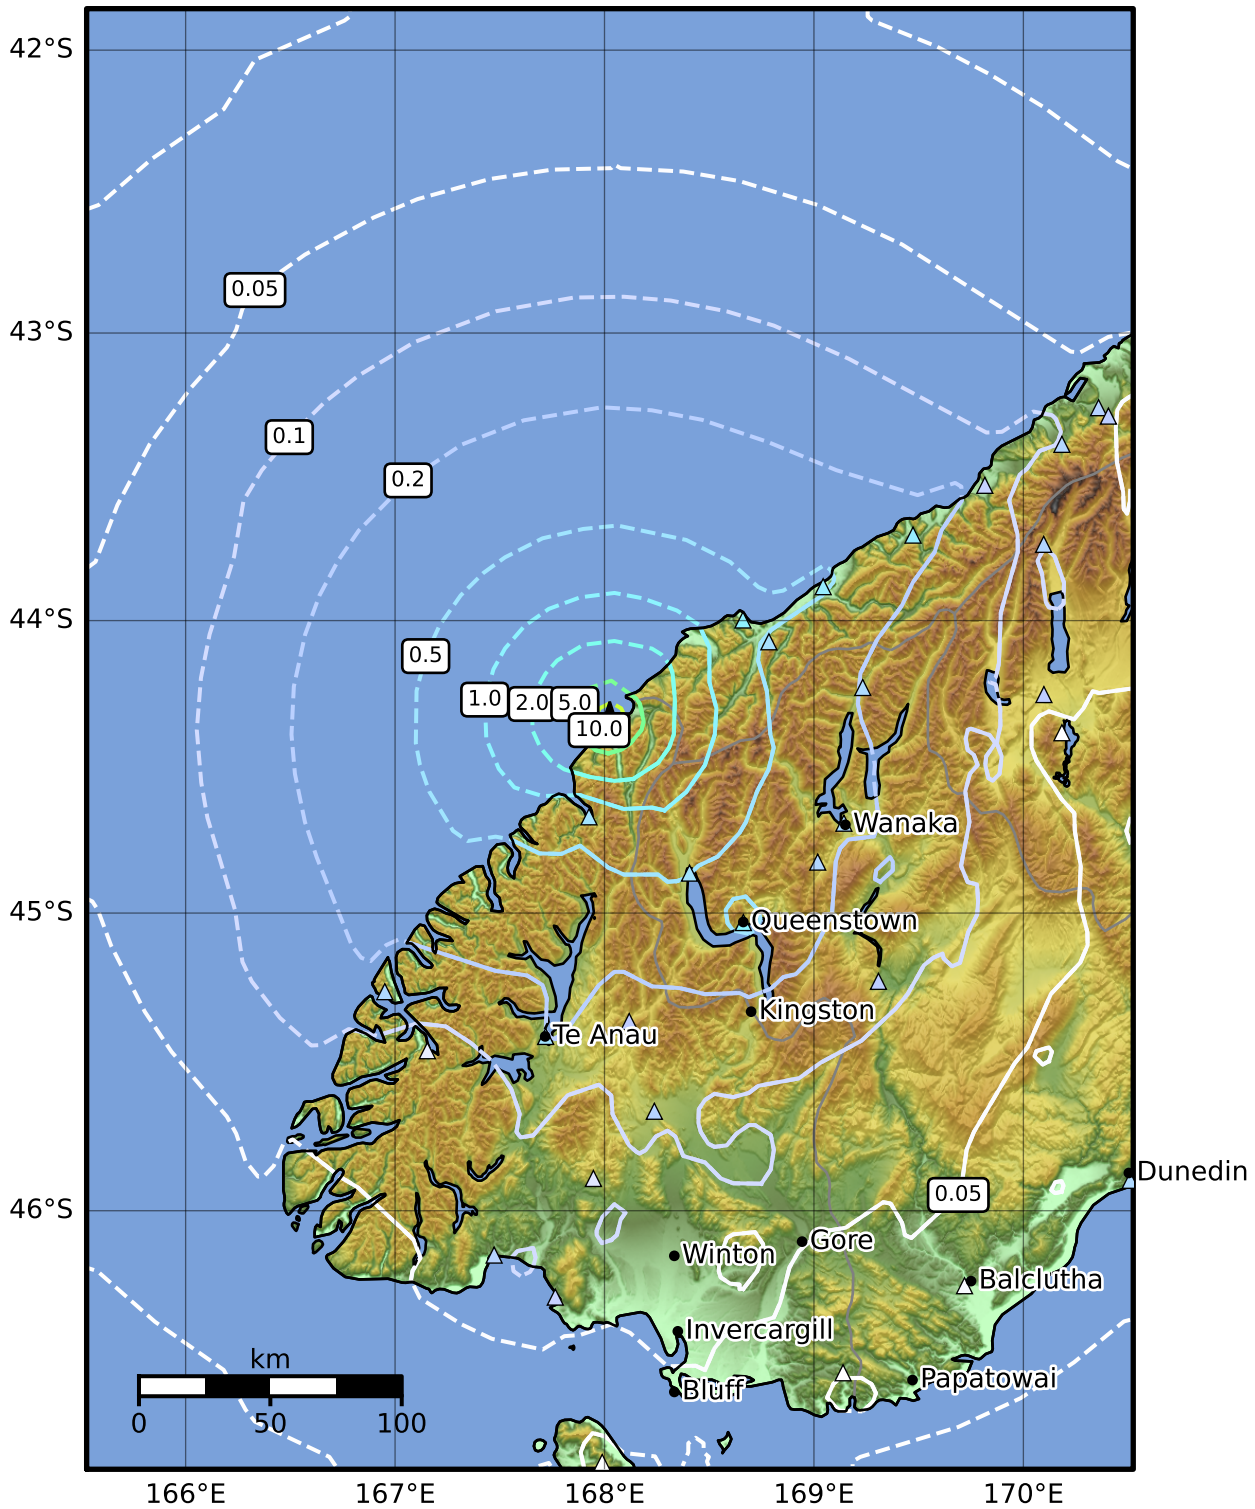 42°S
0.05
43°S
0.1
0.2
44°S
0.5
1.0
2.0
5.0
10.0
Wanaka
45°S
Queenstown
Kingston
Te Anau
Dunedin
0.05
46°S
Gore
Winton
Balclutha
Invercargill
km
Papatowai
Bluff
0 50 100
166°E 167°E 168°E 169°E 170°E